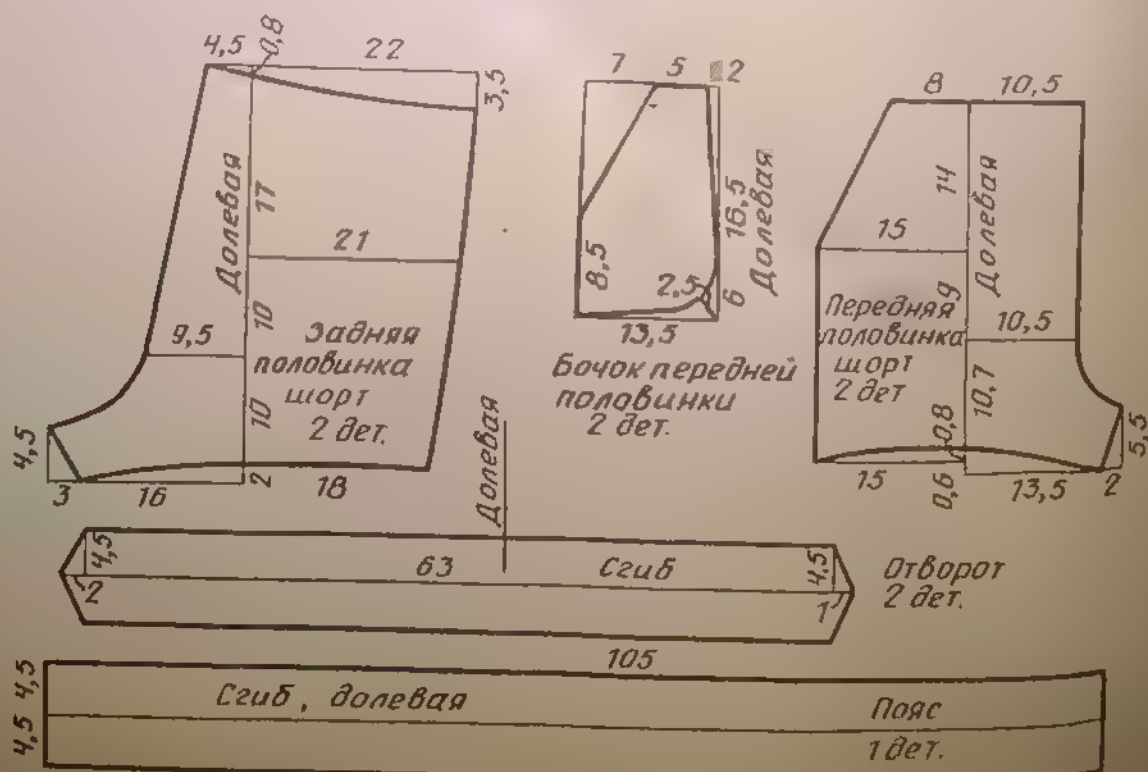 4,5 0,8 22
3,5
Долевая
17
21
9,5
10
Задняя
половинка
шорт
2 дет.
10
4,5
3 16 2 18
7 5 2
16,5
Долевая
8,5
2,5
6
13,5
Бочок передней
половинки
2 дет.
8 10,5
14
Долевая
15
9
Передняя
половинка
шорт
2 дет
10,5
10,7
0,8
5,5
15 0,6 13,5 2
Долевая
4,5
2
63 Сгиб
4,5
1
Отворот
2 дет.
105
4,5 4,5
Сгиб, долевая
Пояс
1 дет.